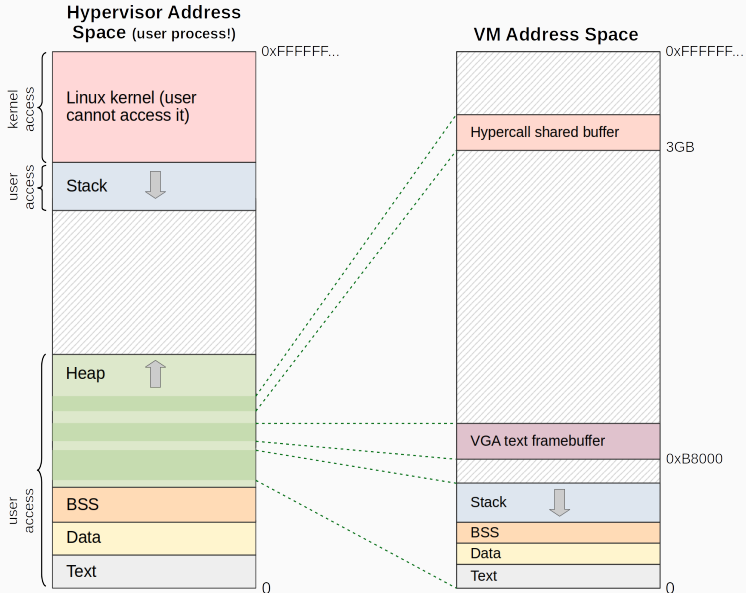 Hypervisor Address
Space (user process!)
0xFFFFFF...
kernel
access
Linux kernel (user
cannot access it)
user
access
Stack
Heap
user
access
BSS
Data
Text
0
VM Address Space
0xFFFFFF...
Hypercall shared buffer
3GB
VGA text framebuffer
0xB8000
Stack
BSS
Data
Text
0